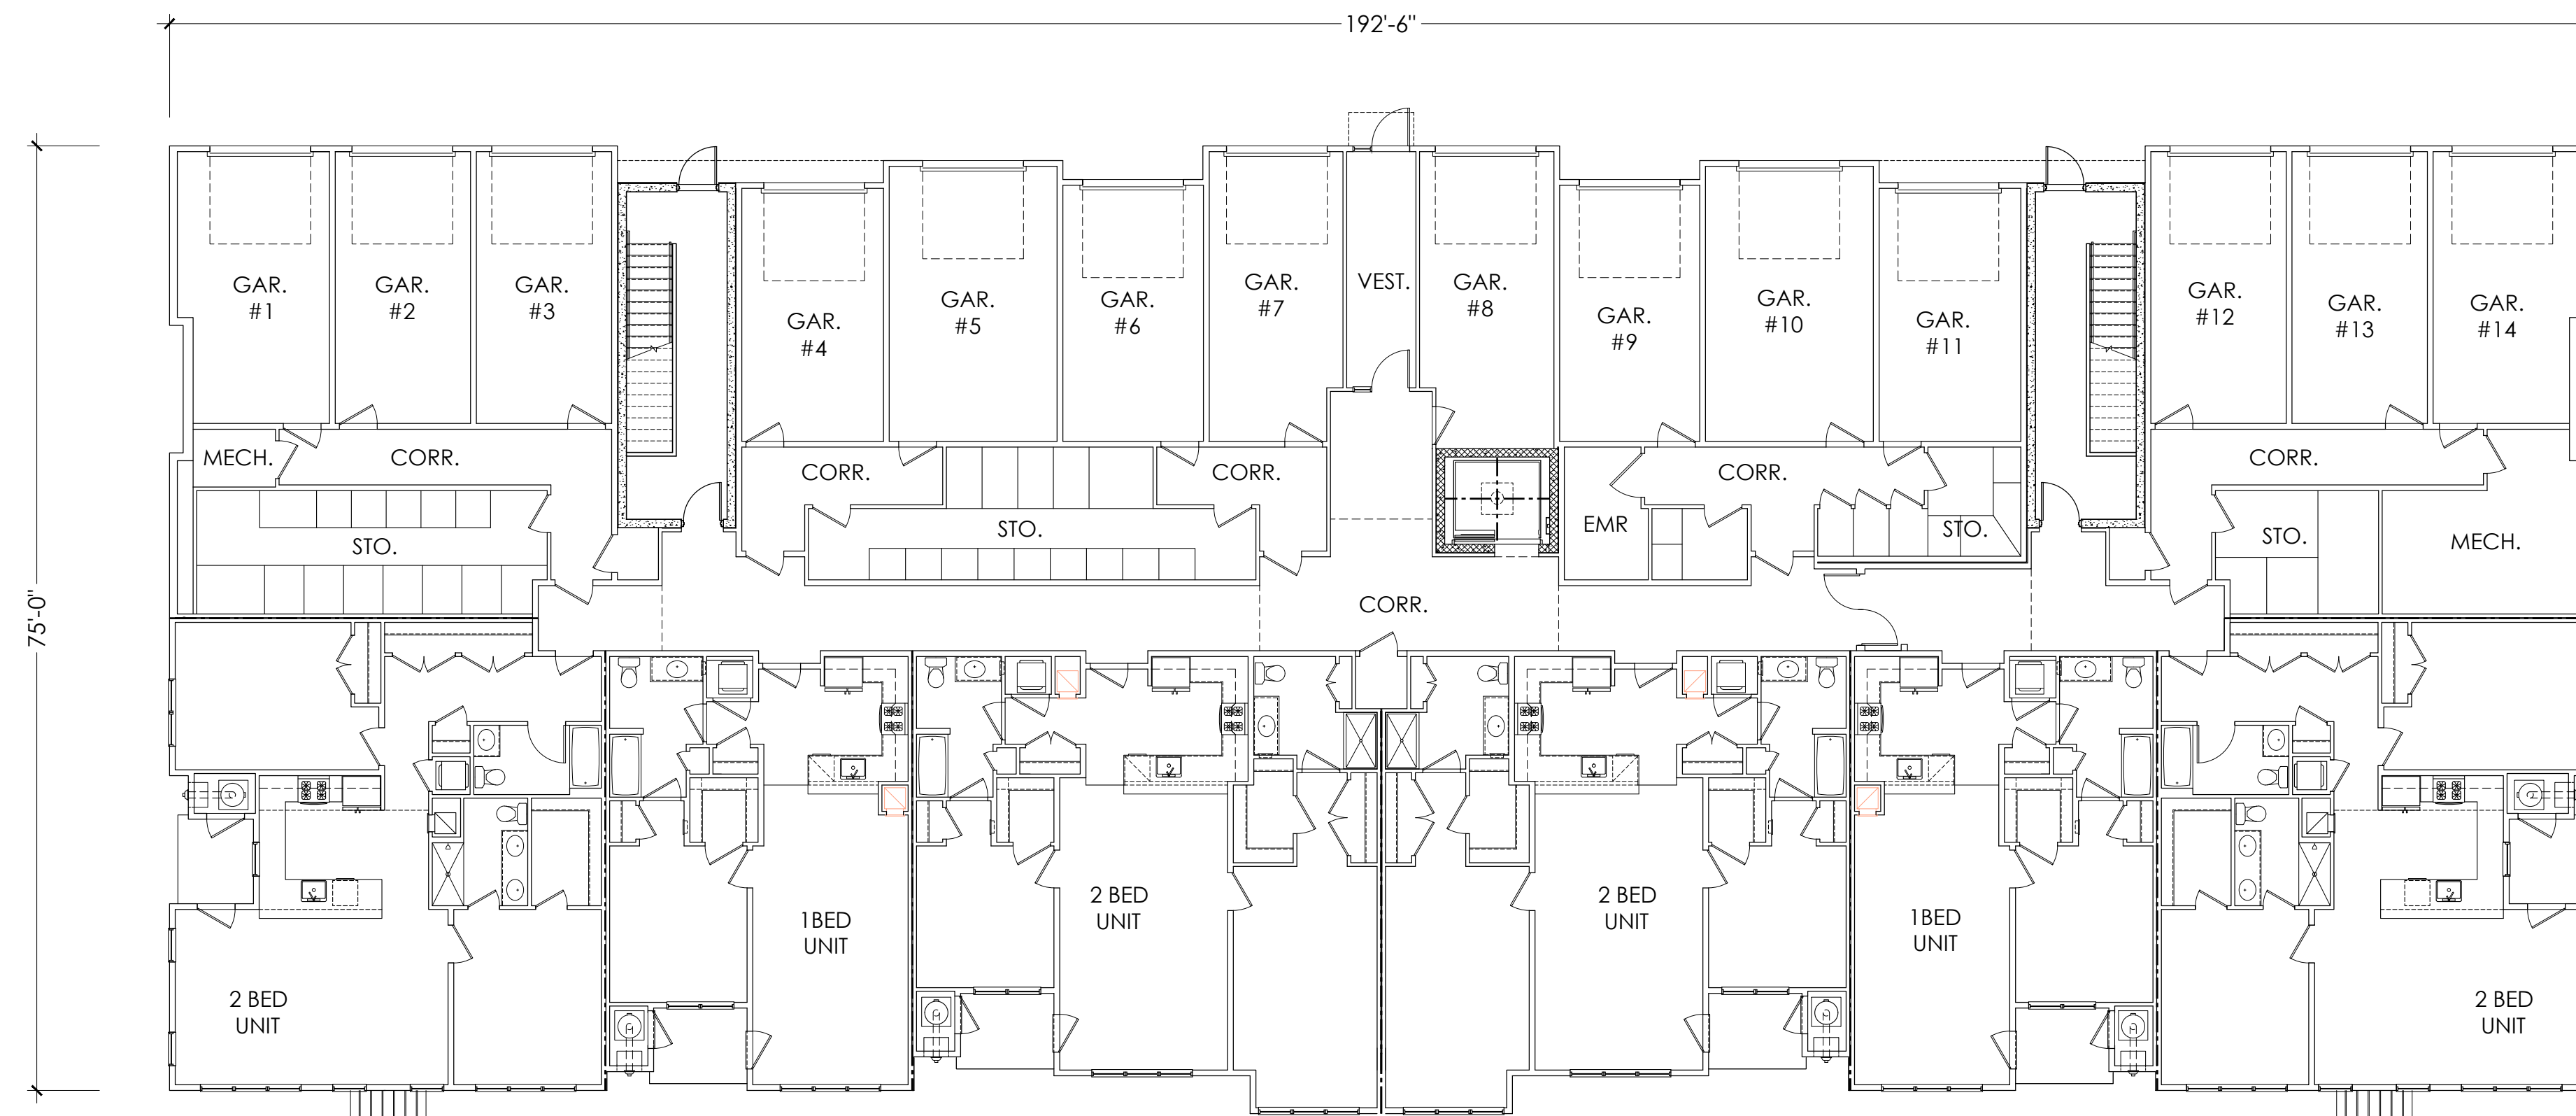 192'-6"
75'-0"
GAR.
#1
GAR.
#2
GAR.
#3
GAR.
#4
GAR.
#5
GAR.
#6
GAR.
#7
VEST.
GAR.
#8
GAR.
#9
GAR.
#10
GAR.
#11
GAR.
#12
GAR.
#13
GAR.
#14
MECH.
CORR.
CORR.
CORR.
CORR.
CORR.
STO.
STO.
EMR
STO.
STO.
MECH.
CORR.
2 BED
UNIT
1BED
UNIT
2 BED
UNIT
2 BED
UNIT
1BED
UNIT
2 BED
UNIT